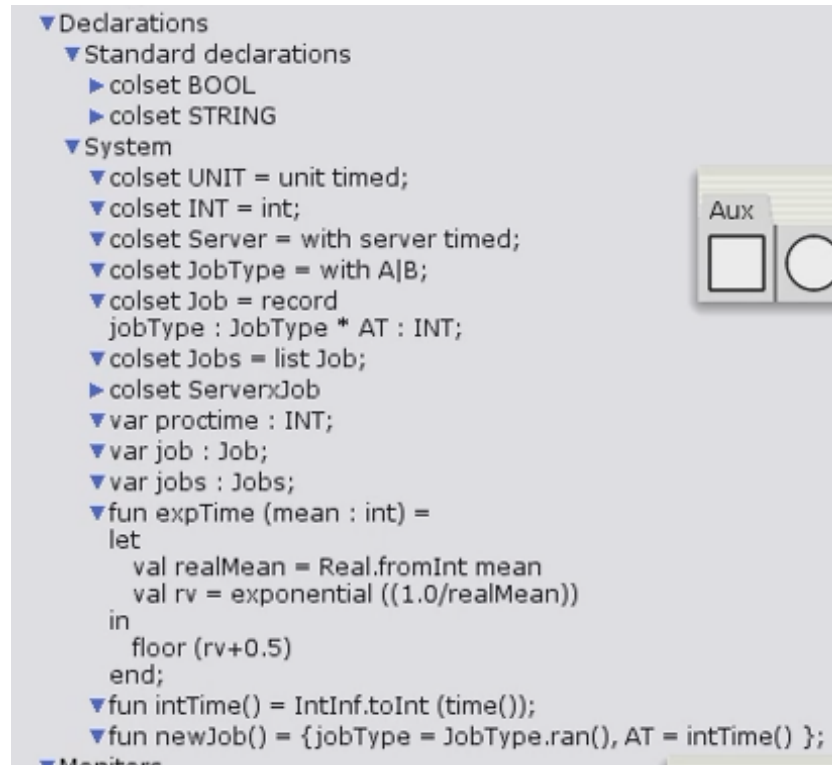 Declarations
Standard declarations
colset BOOL
colset STRING
System
colset UNIT = unit timed;
colset INT = int;
colset Server = with server timed;
colset JobType = with A|B;
colset Job = record
jobType : JobType * AT : INT;
colset Jobs = list Job;
colset ServerxJob
var proctime : INT;
var job : Job;
var jobs : Jobs;
fun expTime (mean : int) =
let
val realMean = Real.fromInt mean
val rv = exponential ((1.0/realMean))
in
floor (rv+0.5)
end;
fun intTime() = IntInf.toInt (time());
fun newJob() = {jobType = JobType.ran(), AT = intTime() };
Monitors
Aux